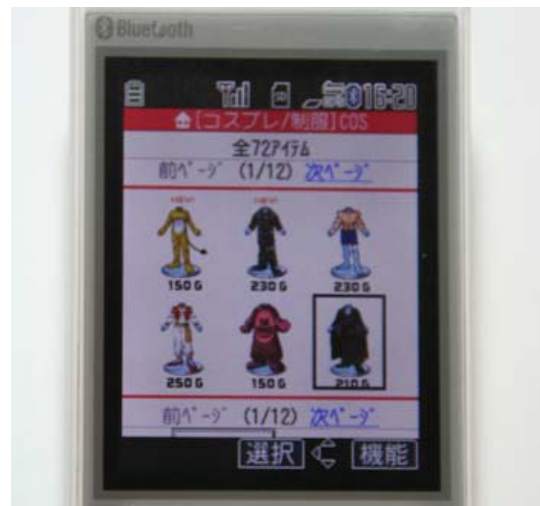 Bluetooth
16:20
[コスプレ/制服]COS
全72ｱｲﾃﾑ
前ﾍﾟｰｼﾞ (1/12) 次ﾍﾟｰｼﾞ
NEW! NEW!
150G 230G 230G
250G 150G 210G
前ﾍﾟｰｼﾞ (1/12) 次ﾍﾟｰｼﾞ
選択 機能